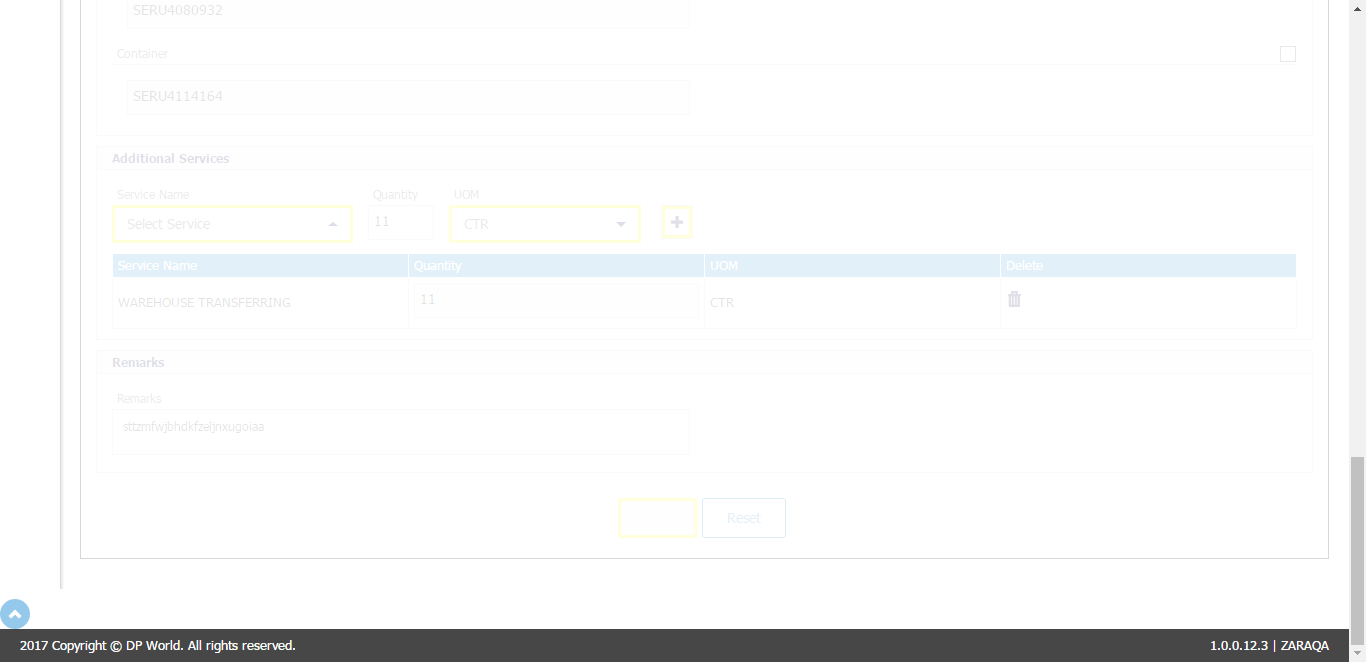 SERU4080932
Container
SERU4114164
Additional Services
Service Name Quantity UOM
Select Service 11 CTR
Service Name Quantity UOM Delete
WAREHOUSE TRANSFERRING 11 CTR
Remarks
Remarks
sttzmfwjbhdkfzeljnxugoiaa
Reset
2017 Copyright © DP World. All rights reserved. 1.0.0.12.3 | ZARAQA